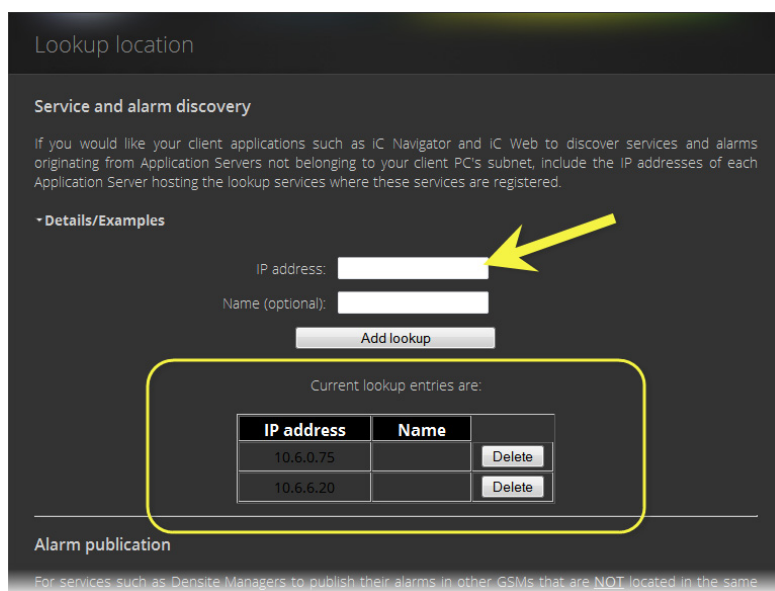 Lookup location
Service and alarm discovery
If you would like your client applications such as iC Navigator and iC Web to discover services and alarms
originating from Application Servers not belonging to your client PC's subnet, include the IP addresses of each
Application Server hosting the lookup services where these services are registered.
Details/Examples
IP address:
Name (optional):
Add lookup
Current lookup entries are:
IP address Name
10.6.0.75 Delete
10.6.6.20 Delete
Alarm publication
For services such as Densite Managers to publish their alarms in other GSMs that are NOT located in the same